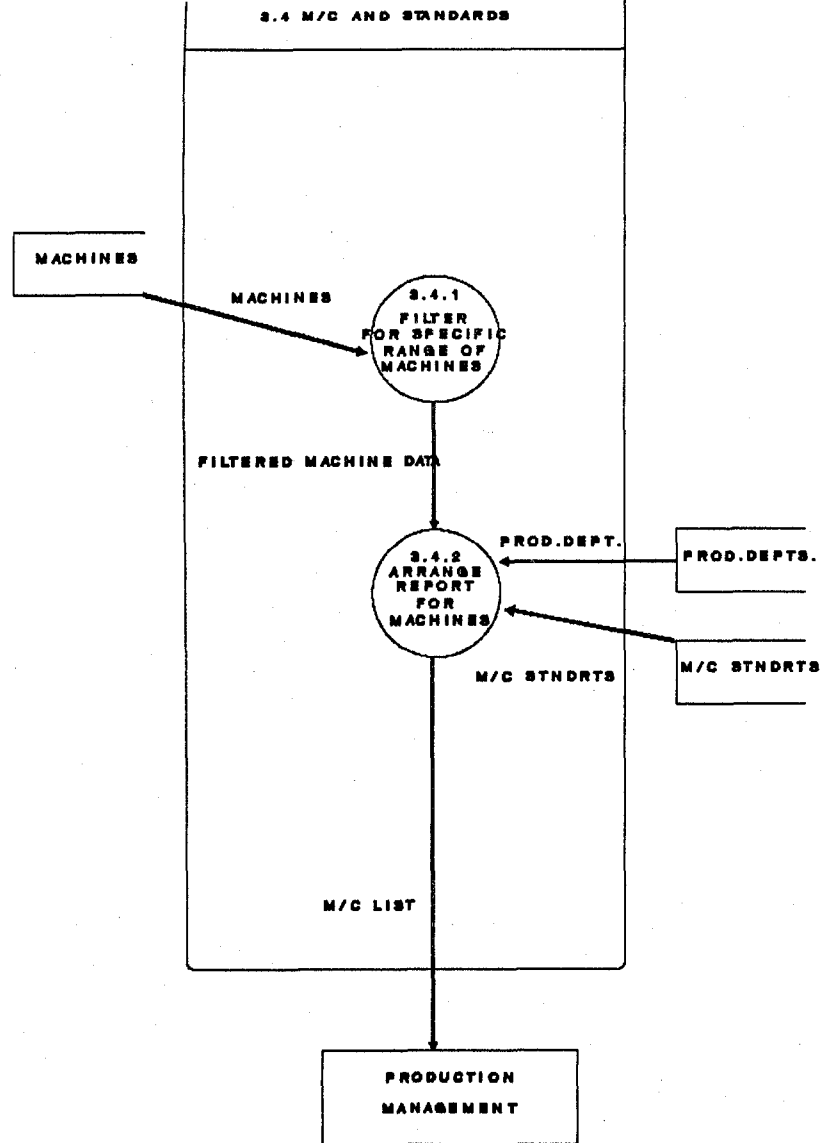 3.4 M/C AND STANDARDS
MACHINES
MACHINES
3.4.1
FILTER
FOR SPECIFIC
RANGE OF
MACHINES
FILTERED MACHINE DATA
PROD.DEPT.
PROD.DEPTS.
3.4.2
ARRANGE
REPORT
FOR
MACHINES
M/C STNDRTS
M/C STNDRTS
M/C LIST
PRODUCTION
MANAGEMENT